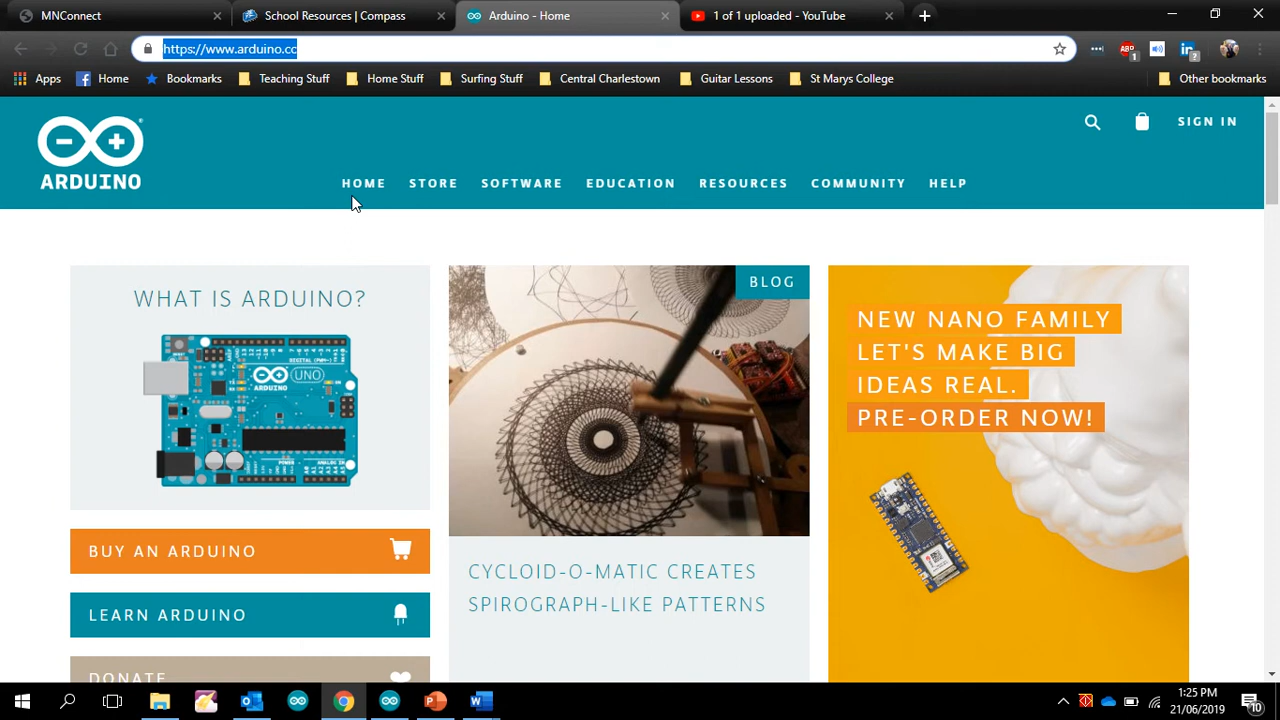 MNConnect
School Resources | Compass
Arduino - Home
1 of 1 uploaded - YouTube
https://www.arduino.cc
ABP
1
2
Apps
Home
Bookmarks
Teaching Stuff
Home Stuff
Surfing Stuff
Central Charlestown
Guitar Lessons
St Marys College
Other bookmarks
ARDUINO
SIGN IN
HOME
STORE
SOFTWARE
EDUCATION
RESOURCES
COMMUNITY
HELP
WHAT IS ARDUINO?
UNO
BUY AN ARDUINO
LEARN ARDUINO
DONATE
BLOG
CYCLOID-O-MATIC CREATES
SPIROGRAPH-LIKE PATTERNS
NEW NANO FAMILY
LET'S MAKE BIG
IDEAS REAL.
PRE-ORDER NOW!
1:25 PM
21/06/2019
10